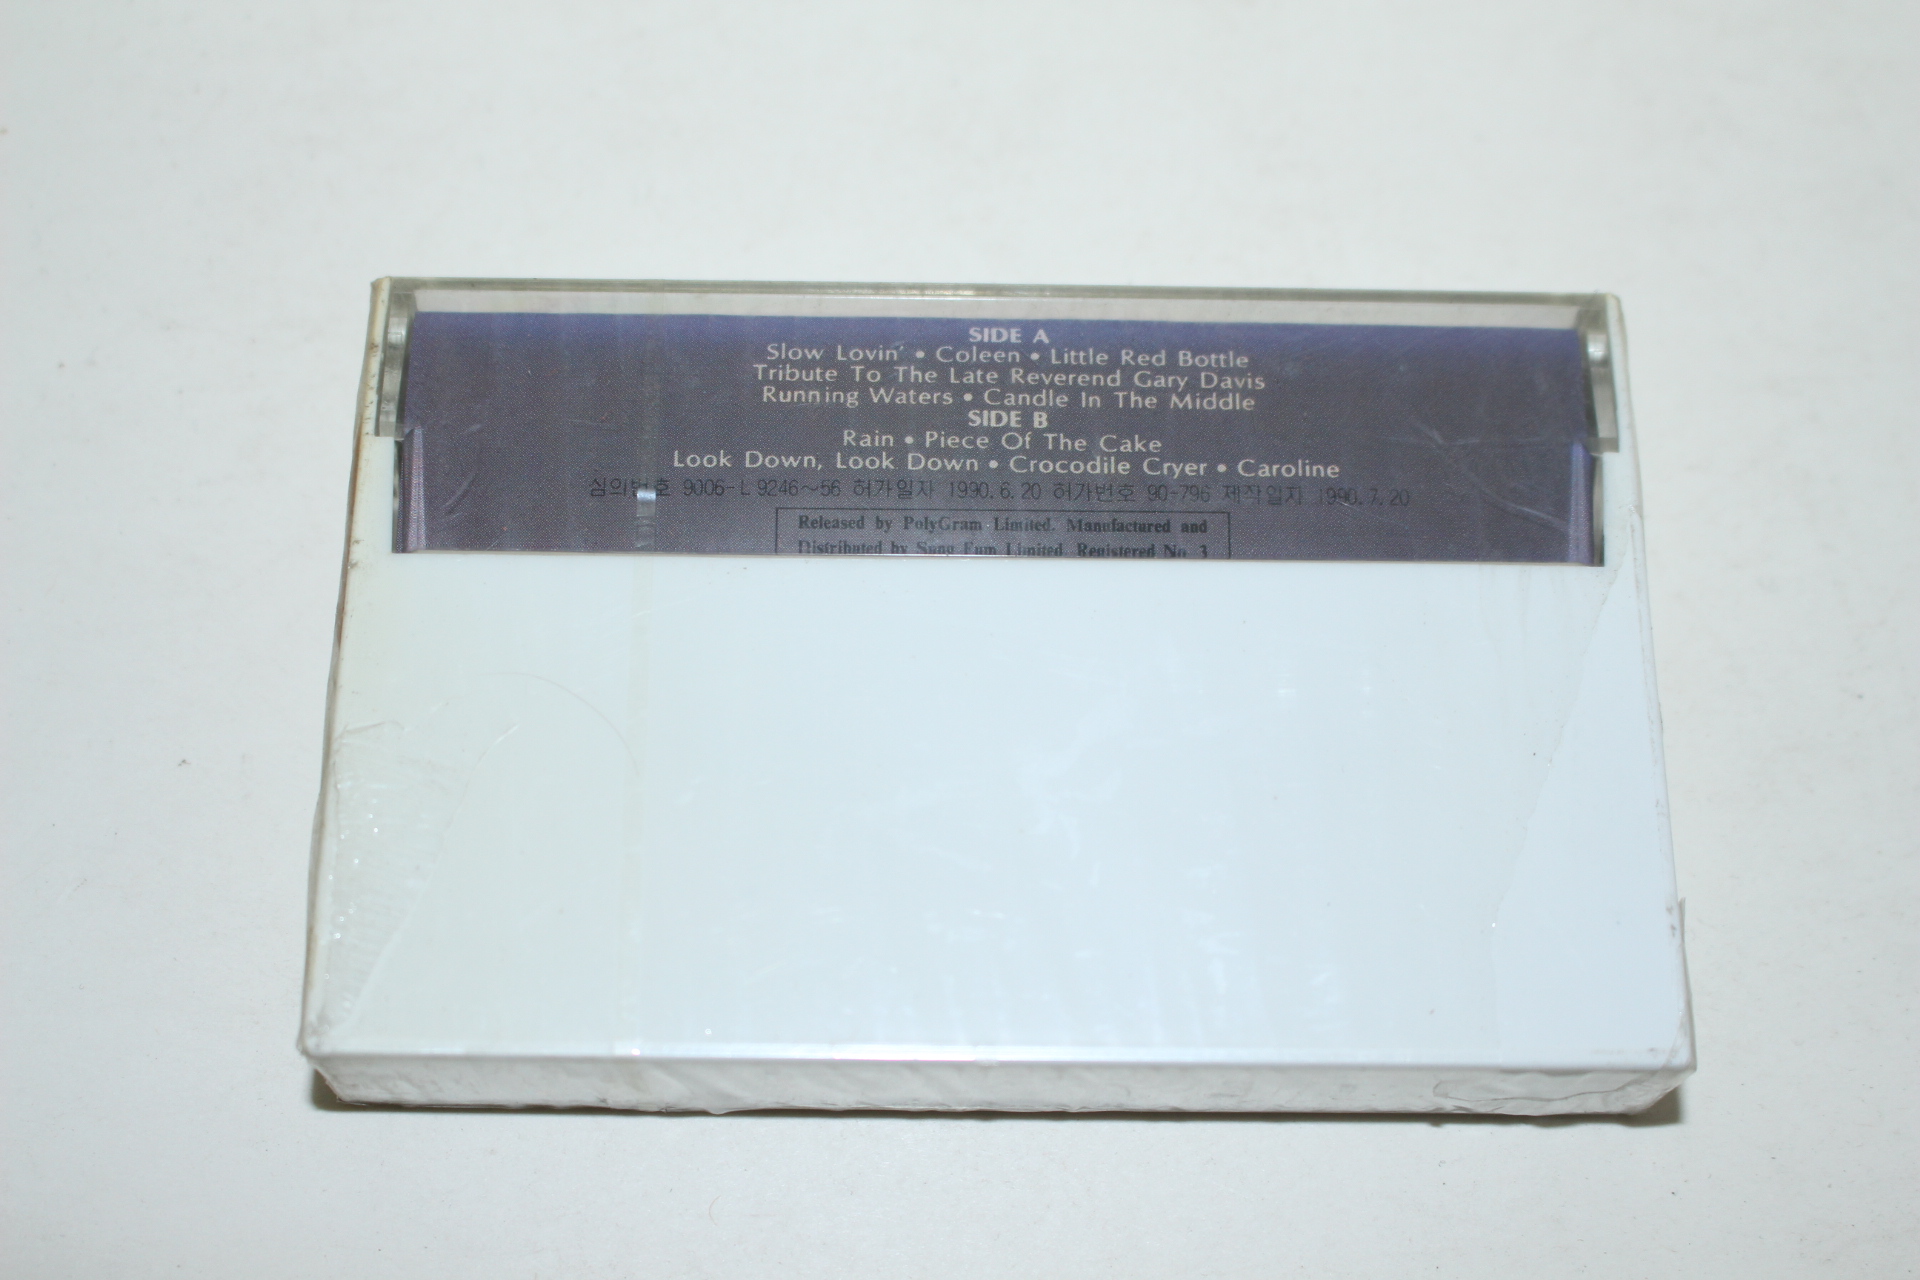 SIDE A
Slow Lovin' • Coleen • Little Red Bottle
Tribute To The Late Reverend Gary Davis
Running Waters • Candle In The Middle
SIDE B
Rain • Piece Of The Cake
Look Down, Look Down • Crocodile Cryer • Caroline
심의번호 9006-L9246~56 허가일자 1990.6.20 허가번호 90-796 제작일자 1990.7.20
Released by PolyGram Limited. Manufactured and
Distributed by Sung Eum Limited. Registered No. 3